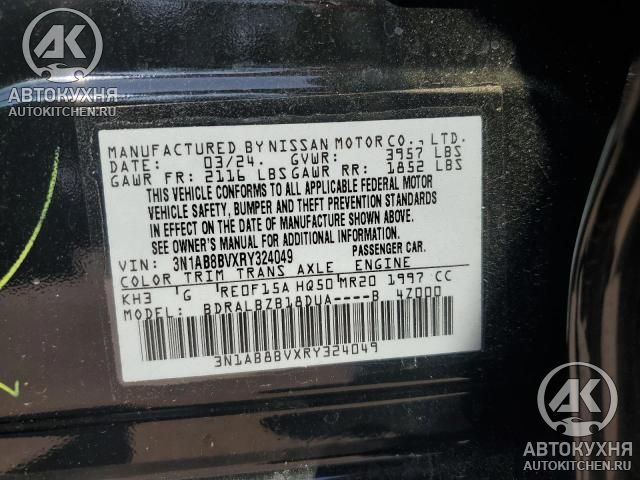 AK
АВТОКУХНЯ
AUTOKITCHEN.RU
MANUFACTURED BY NISSAN MOTOR CO., LTD.
DATE: 03/24. GVWR: 3957 LBS
GAWR FR: 2116 LBS GAWR RR: 1852 LBS
THIS VEHICLE CONFORMS TO ALL APPLICABLE FEDERAL MOTOR
VEHICLE SAFETY, BUMPER AND THEFT PREVENTION STANDARDS
IN EFFECT ON THE DATE OF MANUFACTURE SHOWN ABOVE.
SEE OWNER'S MANUAL FOR ADDITIONAL INFORMATION.
VIN: 3N1AB8BVXRY324049 PASSENGER CAR.
COLOR TRIM TRANS AXLE ENGINE
KH3 G RE0F15A HQ50 MR20 1997 CC
MODEL: BDRALBZB18DUA----B 4Z000
3N1AB8BVXRY324049
AK
АВТОКУХНЯ
AUTOKITCHEN.RU